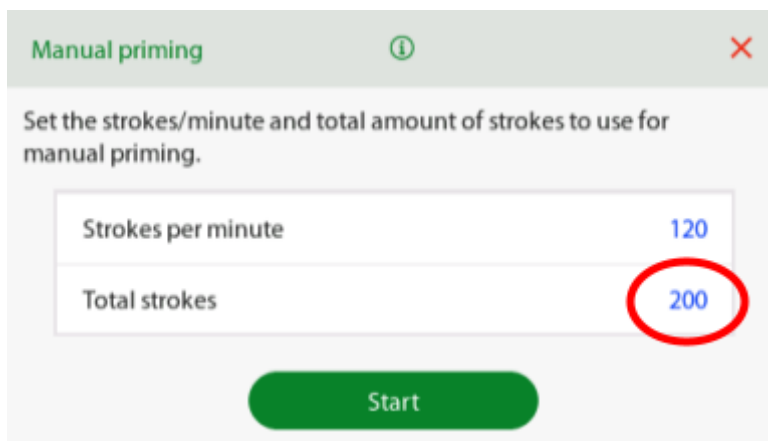 Manual priming
Set the strokes/minute and total amount of strokes to use for
manual priming.
Strokes per minute 120
Total strokes 200
Start